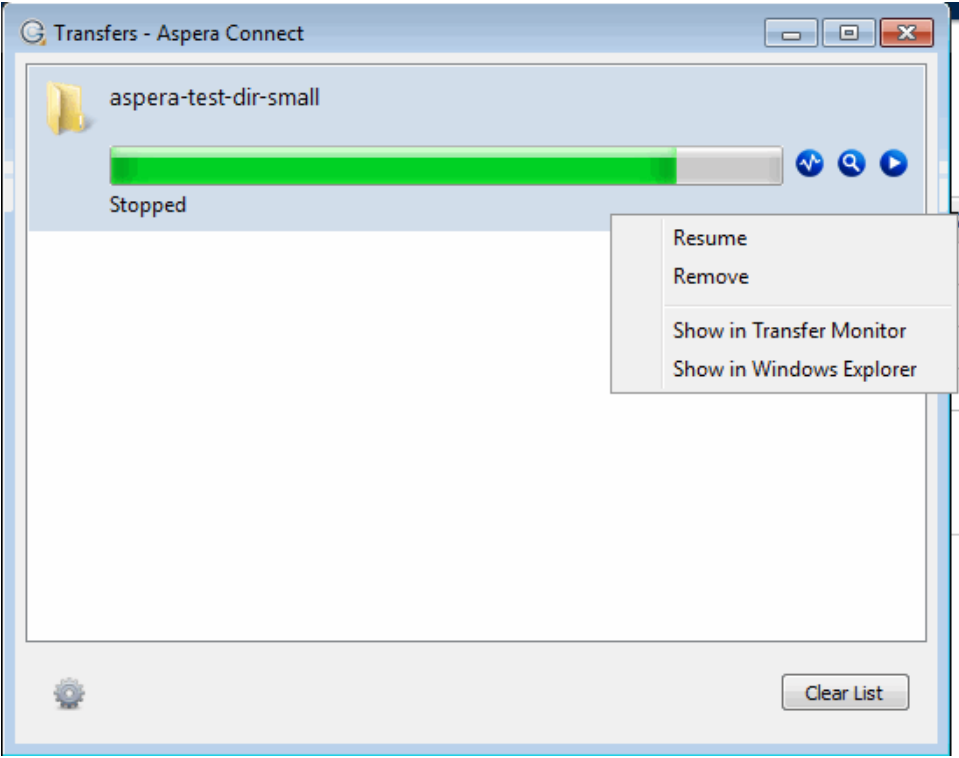 Transfers - Aspera Connect
aspera-test-dir-small
Stopped
Resume
Remove
Show in Transfer Monitor
Show in Windows Explorer
Clear List